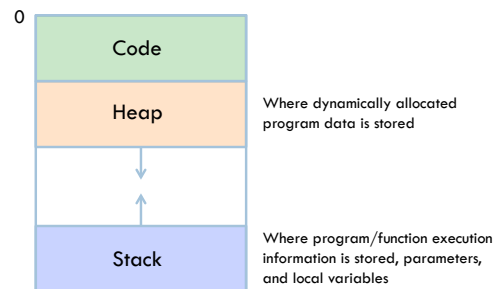 0
Code
Heap
Where dynamically allocated
program data is stored
Stack
Where program/function execution
information is stored, parameters,
and local variables